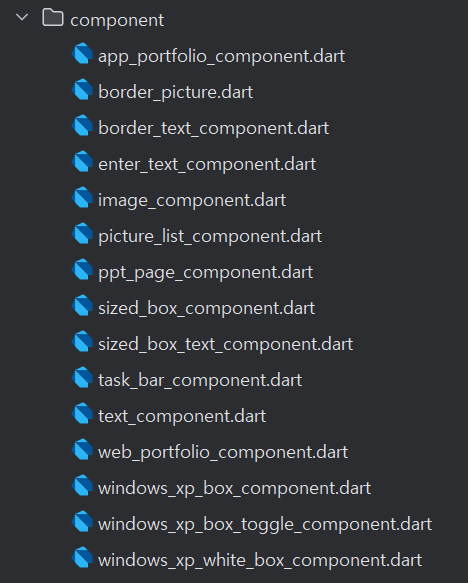 component
app_portfolio_component.dart
border_picture.dart
border_text_component.dart
enter_text_component.dart
image_component.dart
picture_list_component.dart
ppt_page_component.dart
sized_box_component.dart
sized_box_text_component.dart
task_bar_component.dart
text_component.dart
web_portfolio_component.dart
windows_xp_box_component.dart
windows_xp_box_toggle_component.dart
windows_xp_white_box_component.dart